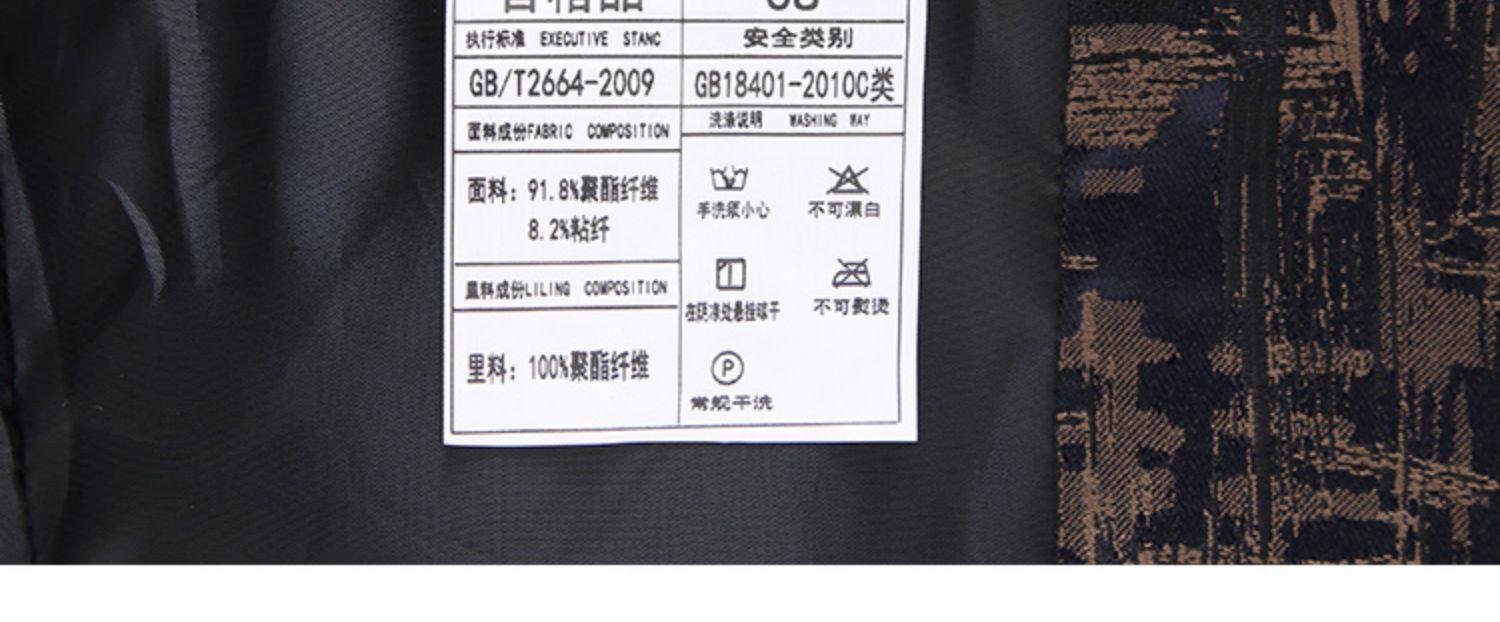 合格品
执行标准 EXECUTIVE STANC
安全类别
GB/T2664-2009
GB18401-2010C类
面料成份FABRIC COMPOSITION
洗涤说明 WASHING WAY
面料：91.8%聚酯纤维
8.2%粘纤
手洗须小心
不可漂白
里料成份LILING COMPOSITION
在阴凉处悬挂晾干
不可熨烫
里料：100%聚酯纤维
P
常规干洗